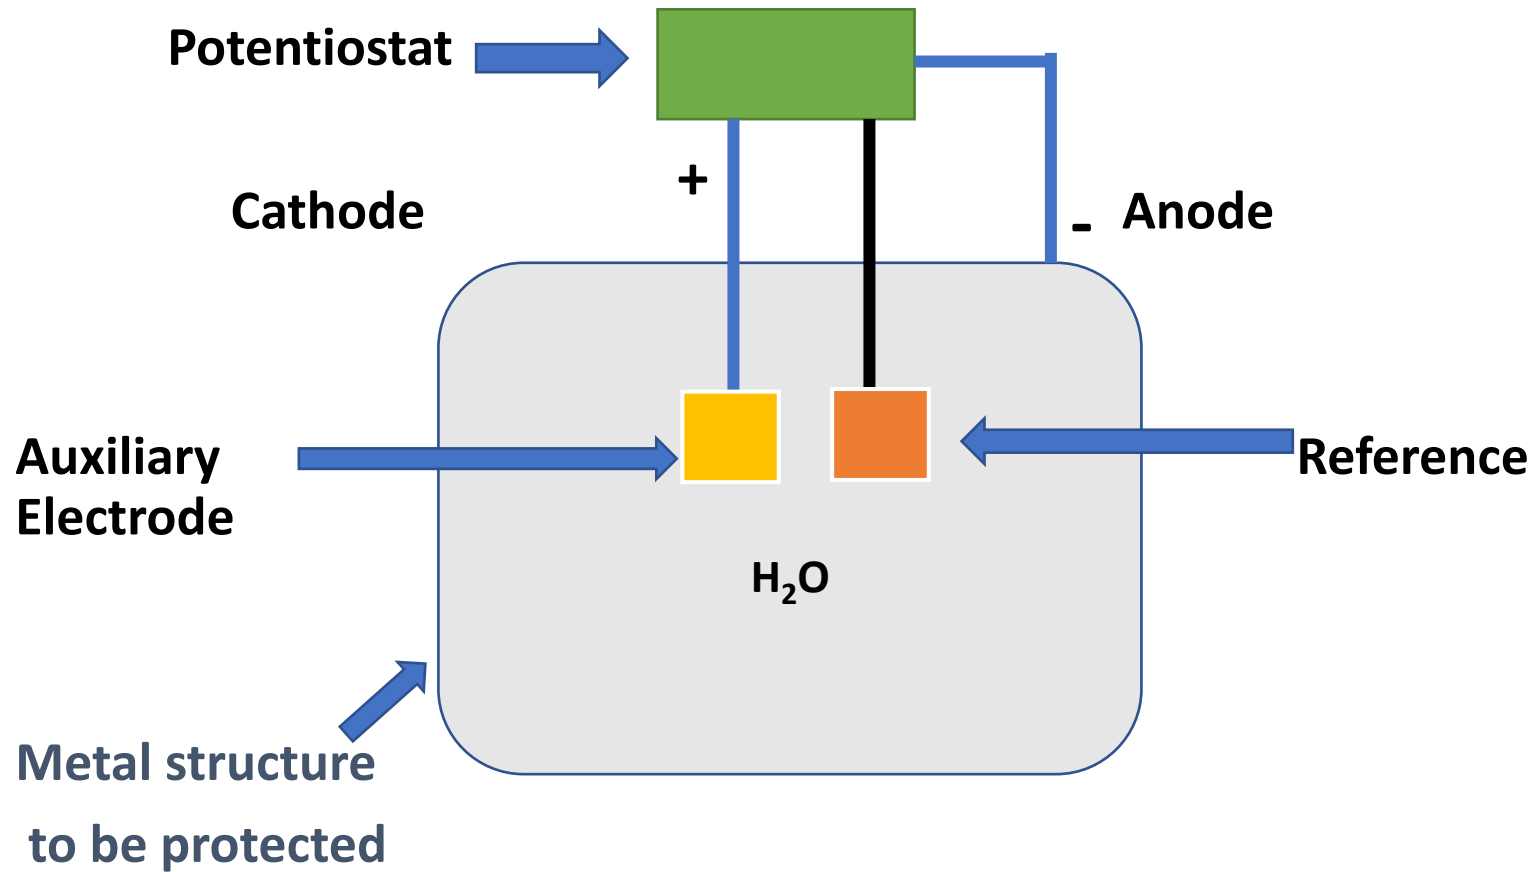 Potentiostat
+
Cathode
-
Anode
Auxiliary
Electrode
Reference
H₂O
Metal structure
to be protected